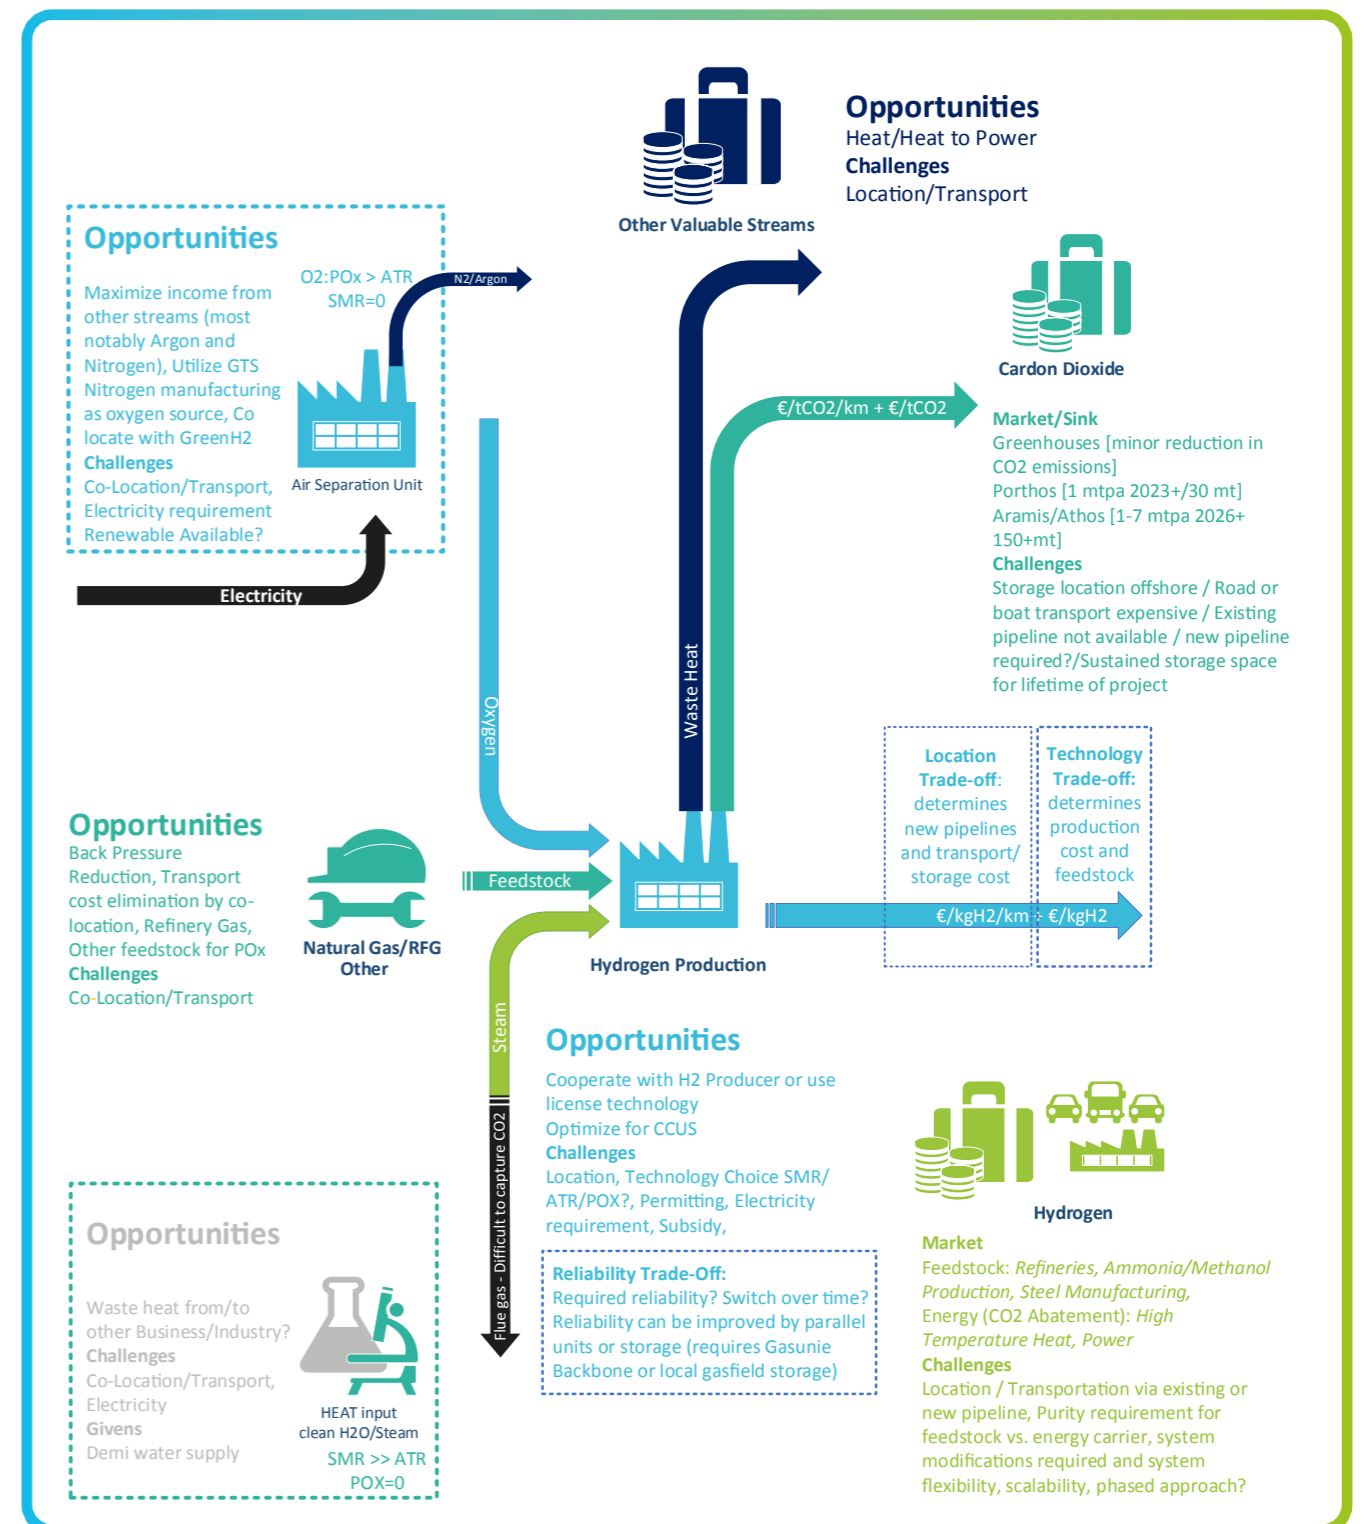 Opportunities
Heat/Heat to Power
Challenges
Location/Transport
Other Valuable Streams
Opportunities
Maximize income from
other streams (most
notably Argon and
Nitrogen), Utilize GTS
Nitrogen manufacturing
as oxygen source, Co
locate with GreenH2
Challenges
Co-Location/Transport,
Electricity requirement
Renewable Available?
O2:POx > ATR
SMR=0
N2/Argon
Air Separation Unit
Electricity
Cardon Dioxide
€/tCO2/km + €/tCO2
Market/Sink
Greenhouses [minor reduction in
CO2 emissions]
Porthos [1 mtpa 2023+/30 mt]
Aramis/Athos [1-7 mtpa 2026+
150+mt]
Challenges
Storage location offshore / Road or
boat transport expensive / Existing
pipeline not available / new pipeline
required?/Sustained storage space
for lifetime of project
Oxygen
Waste Heat
Location
Trade-off:
determines
new pipelines
and transport/
storage cost
Technology
Trade-off:
determines
production
cost and
feedstock
€/kgH2/km + €/kgH2
Opportunities
Back Pressure
Reduction, Transport
cost elimination by co-
location, Refinery Gas,
Other feedstock for POx
Challenges
Co-Location/Transport
Natural Gas/RFG
Other
Feedstock
Hydrogen Production
Steam
Flue gas - Difficult to capture CO2
Opportunities
Cooperate with H2 Producer or use
license technology
Optimize for CCUS
Challenges
Location, Technology Choice SMR/
ATR/POX?, Permitting, Electricity
requirement, Subsidy,
Reliability Trade-Off:
Required reliability? Switch over time?
Reliability can be improved by parallel
units or storage (requires Gasunie
Backbone or local gasfield storage)
Opportunities
Waste heat from/to
other Business/Industry?
Challenges
Co-Location/Transport,
Electricity
Givens
Demi water supply
HEAT input
clean H2O/Steam
SMR >> ATR
POX=0
Hydrogen
Market
Feedstock: Refineries, Ammonia/Methanol
Production, Steel Manufacturing,
Energy (CO2 Abatement): High
Temperature Heat, Power
Challenges
Location / Transportation via existing or
new pipeline, Purity requirement for
feedstock vs. energy carrier, system
modifications required and system
flexibility, scalability, phased approach?